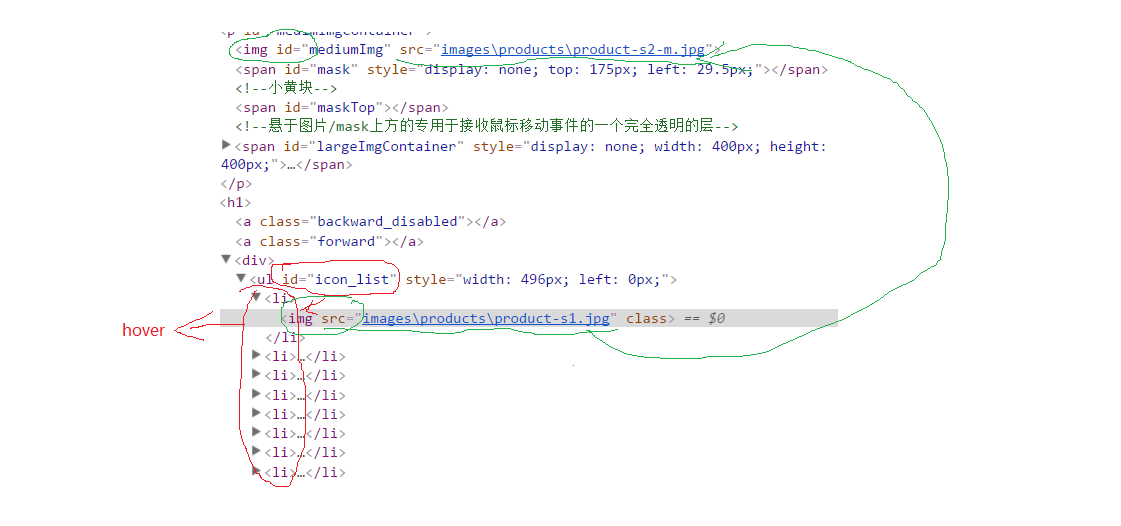 <p id="mediumImgContainer">
<img id="mediumImg" src="images\products\product-s2-m.jpg">
<span id="mask" style="display: none; top: 175px; left: 29.5px;"></span>
<!--小黄块-->
<span id="maskTop"></span>
<!--悬于图片/mask上方的专用于接收鼠标移动事件的一个完全透明的层-->
<span id="largeImgContainer" style="display: none; width: 400px; height:
400px;">…</span>
</p>
<h1>
<a class="backward_disabled"></a>
<a class="forward"></a>
<div>
<ul id="icon_list" style="width: 496px; left: 0px;">
<li>
<img src="images\products\product-s1.jpg" class> == $0
hover
</li>
<li>…</li>
<li>…</li>
<li>…</li>
<li>…</li>
<li>…</li>
<li>…</li>
<li>…</li>